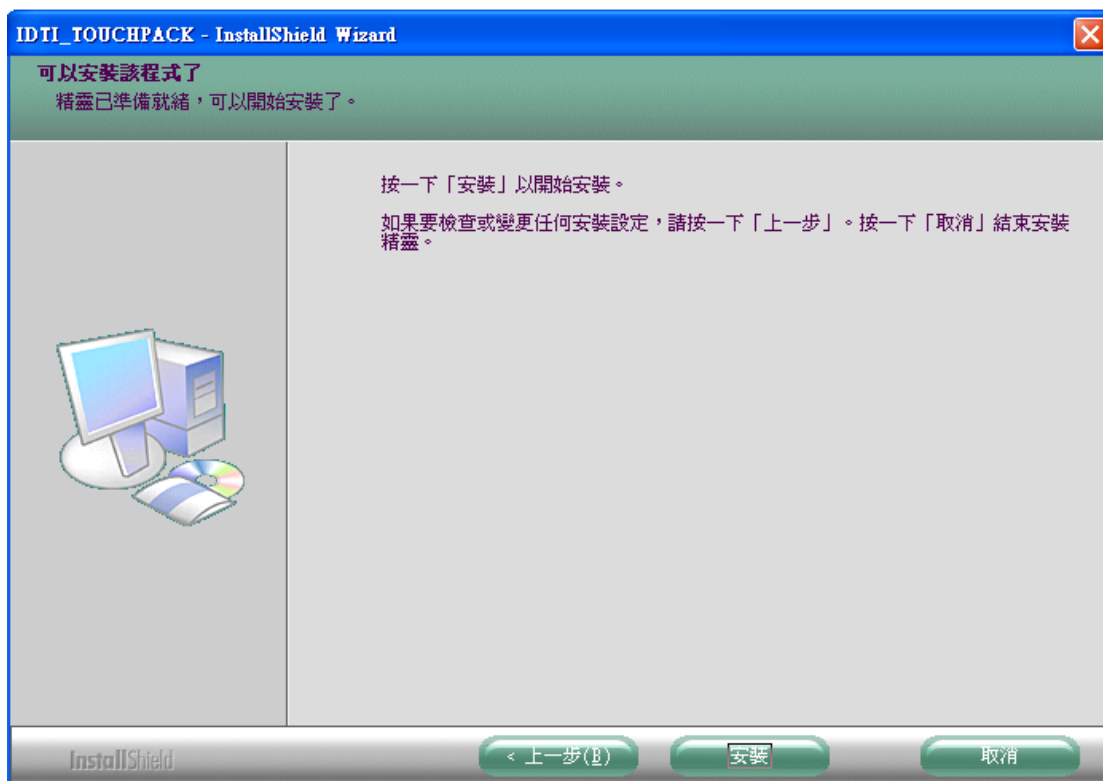 IDTI_TOUCHPACK - InstallShield Wizard
可以安裝該程式了
精靈已準備就緒，可以開始安裝了。
按一下「安裝」以開始安裝。
如果要檢查或變更任何安裝設定，請按一下「上一步」。按一下「取消」結束安裝
精靈。
InstallShield
< 上一步(B)
安裝
取消